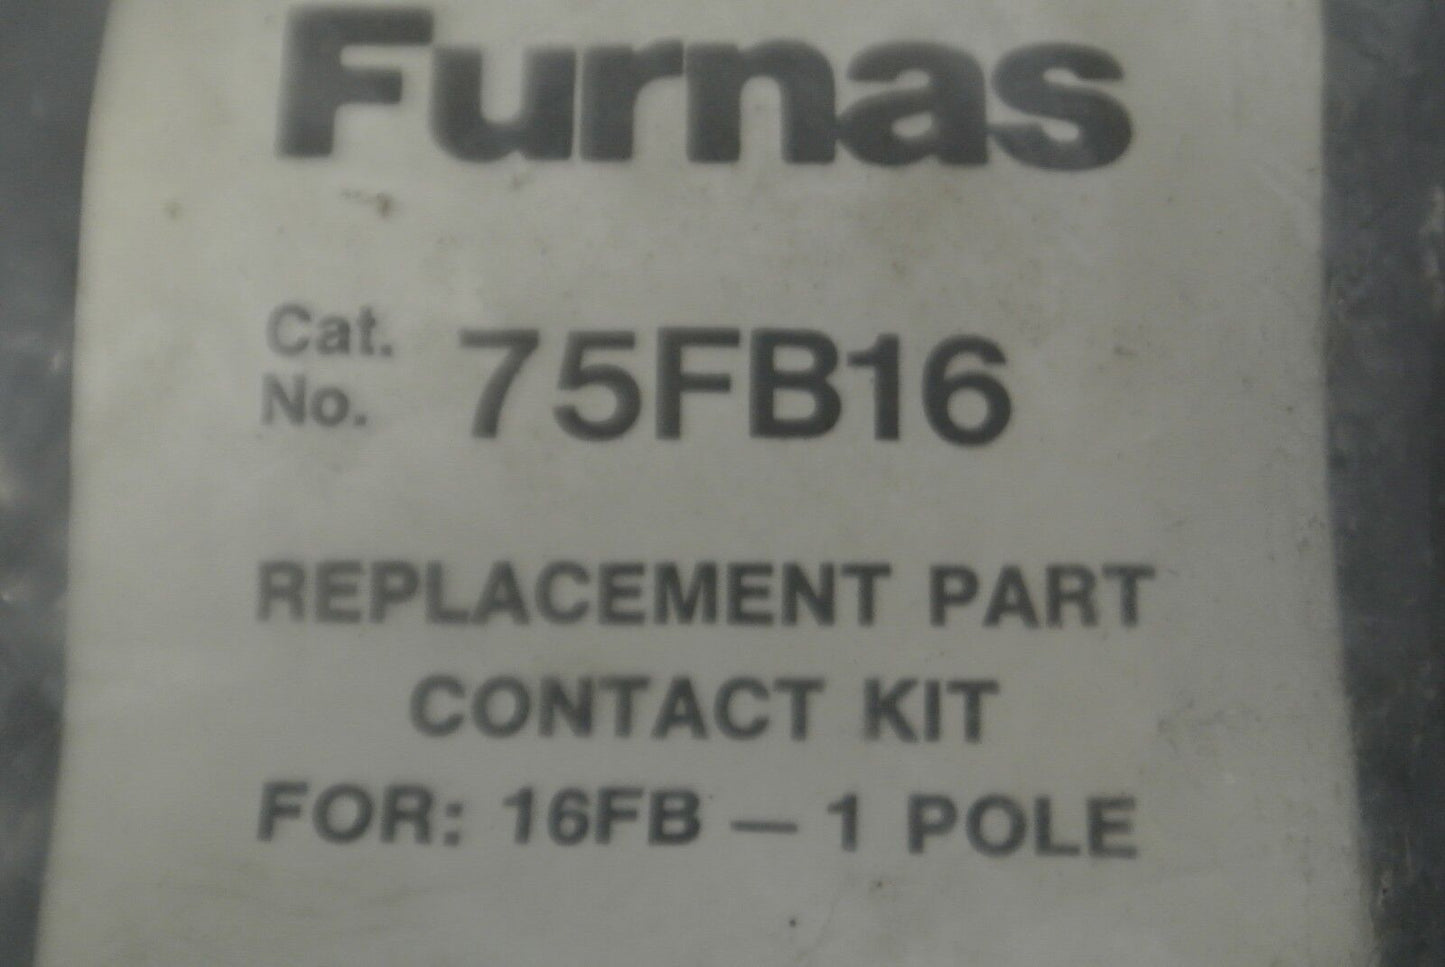 Furnas
Cat. No. 75FB16
REPLACEMENT PART
CONTACT KIT
FOR: 16FB — 1 POLE